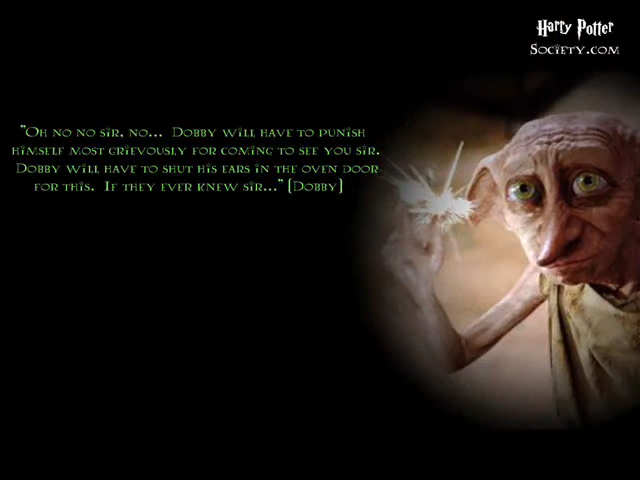 Harry Potter
Society.com
"Oh no no sir, no... Dobby will have to punish
himself most grievously for coming to see you sir.
Dobby will have to shut his ears in the oven door
for this. If they ever knew sir..." (Dobby)